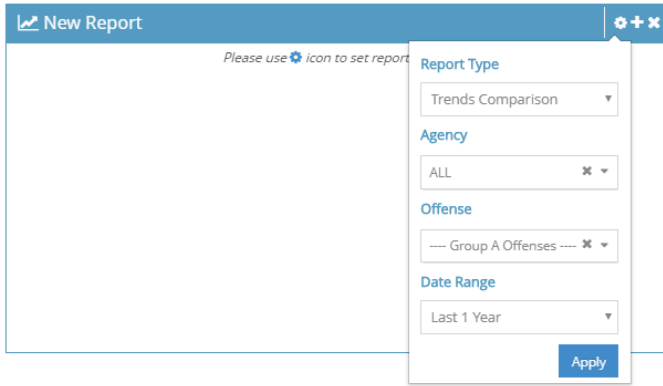 New Report
Please use icon to set report
Report Type
Trends Comparison
Agency
ALL
Offense
---- Group A Offenses ----
Date Range
Last 1 Year
Apply